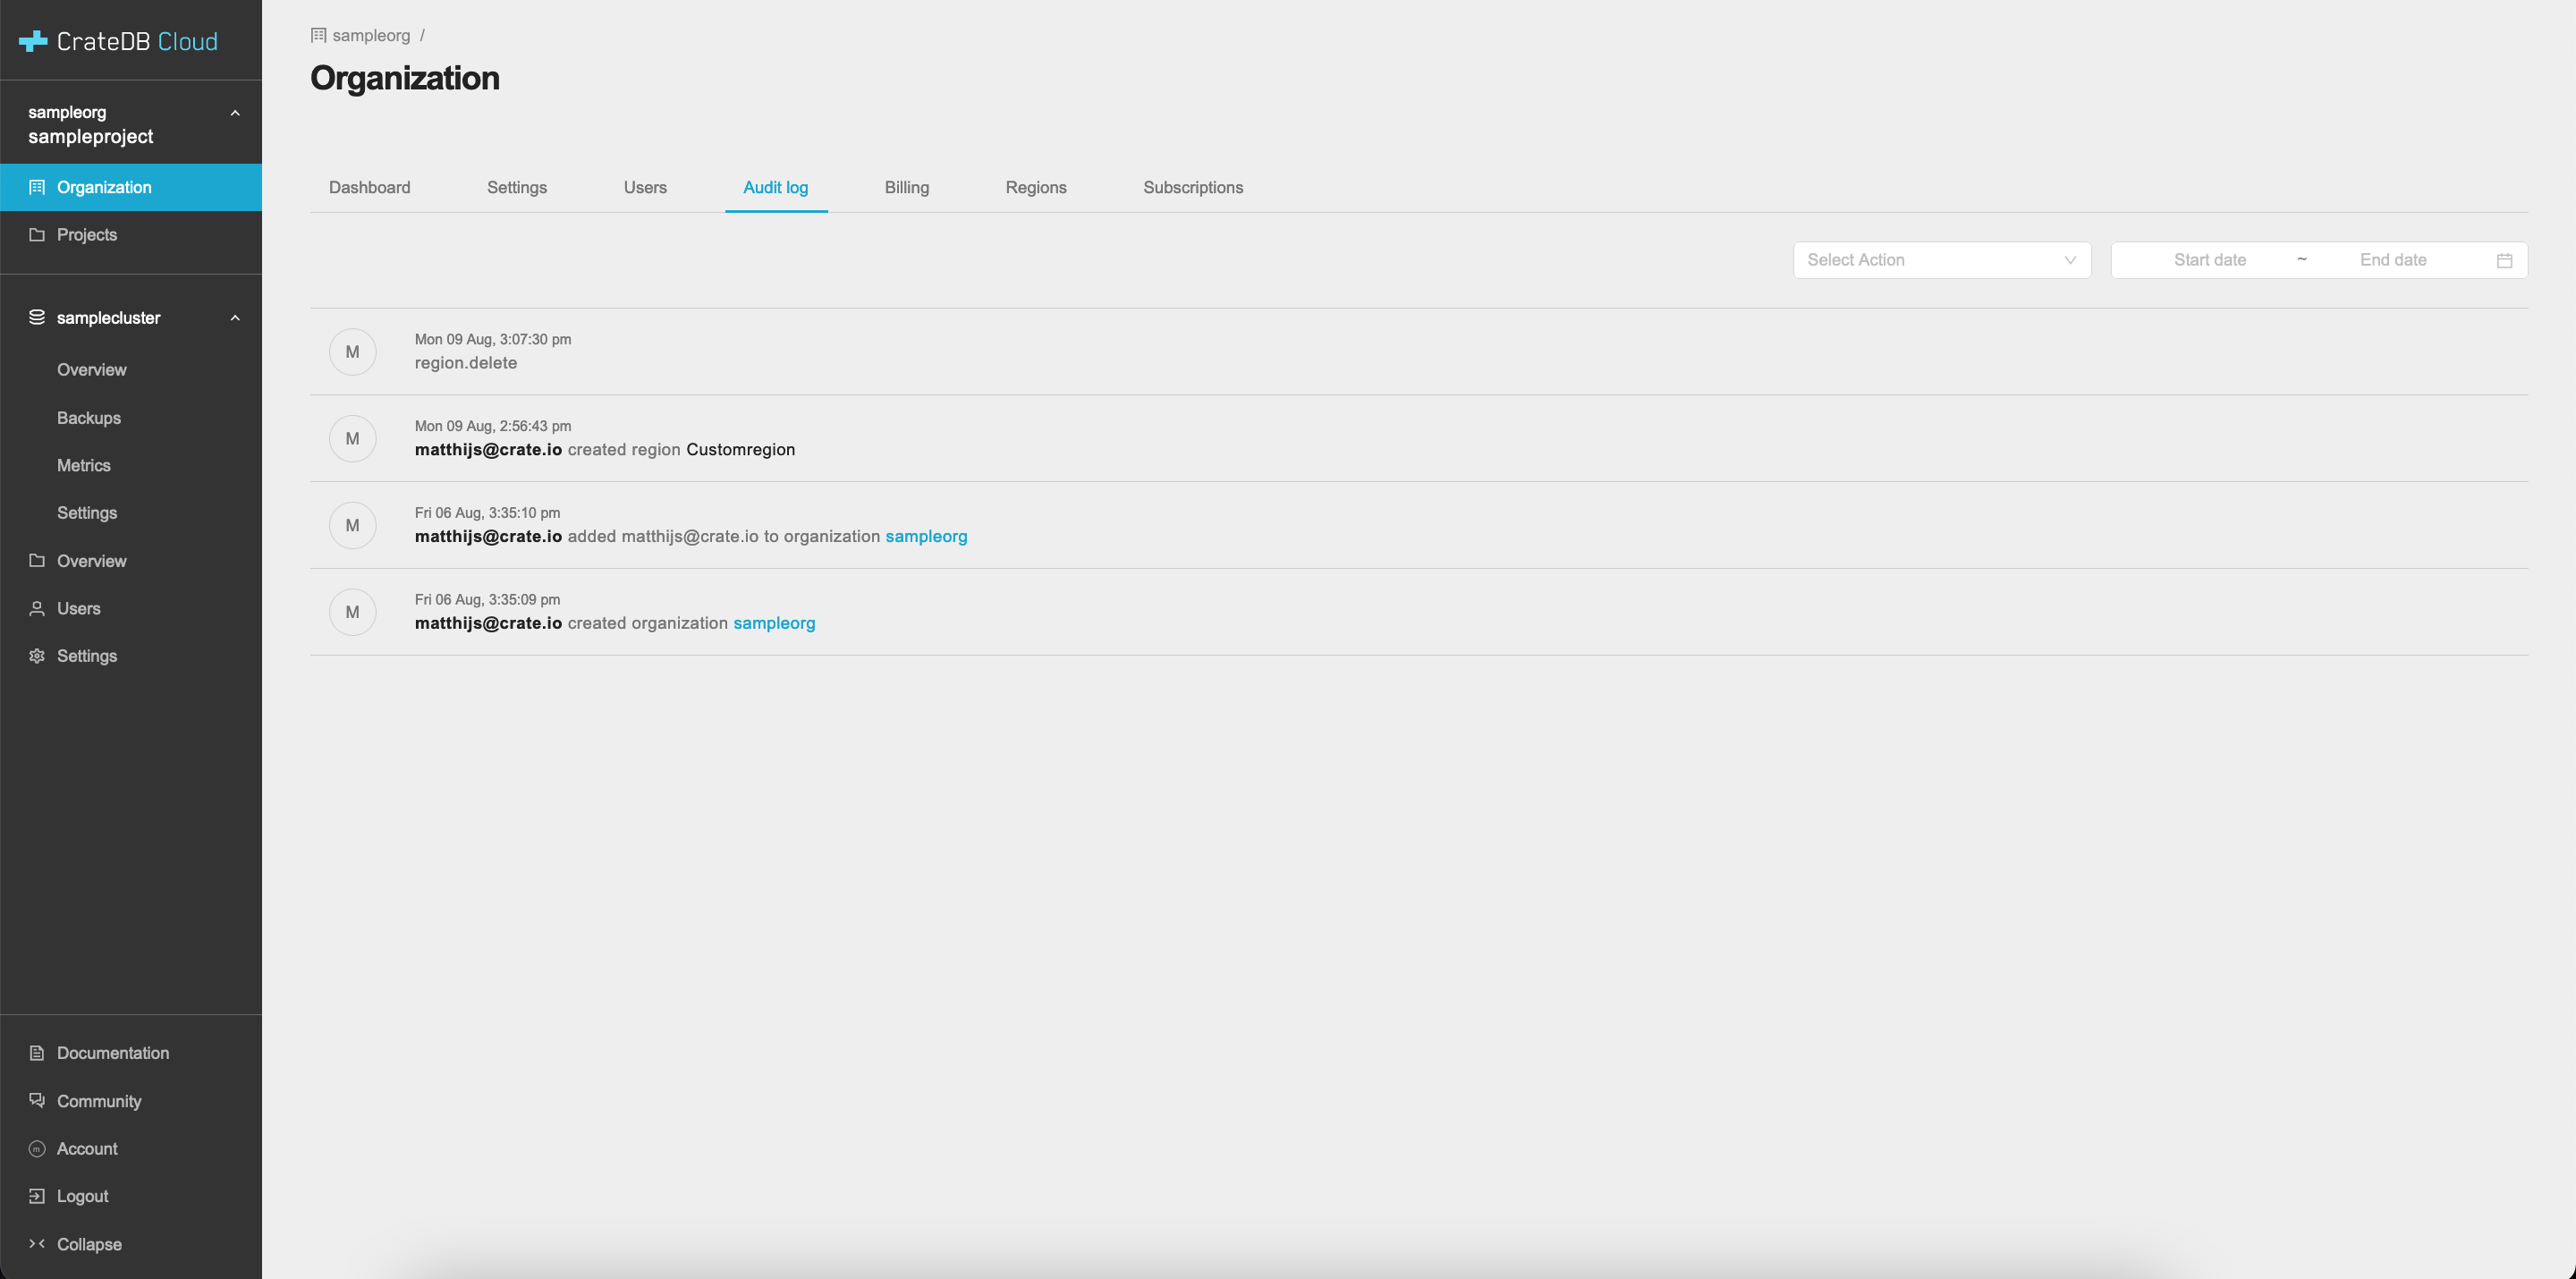 CrateDB Cloud
sampleorg
sampleproject
Organization
Projects
samplecluster
Overview
Backups
Metrics
Settings
Overview
Users
Settings
Documentation
Community
m Account
Logout
Collapse
sampleorg /
Organization
Dashboard Settings Users Audit log Billing Regions Subscriptions
Select Action Start date ~ End date
M
Mon 09 Aug, 3:07:30 pm
region.delete
M
Mon 09 Aug, 2:56:43 pm
matthijs@crate.io created region Customregion
M
Fri 06 Aug, 3:35:10 pm
matthijs@crate.io added matthijs@crate.io to organization sampleorg
M
Fri 06 Aug, 3:35:09 pm
matthijs@crate.io created organization sampleorg